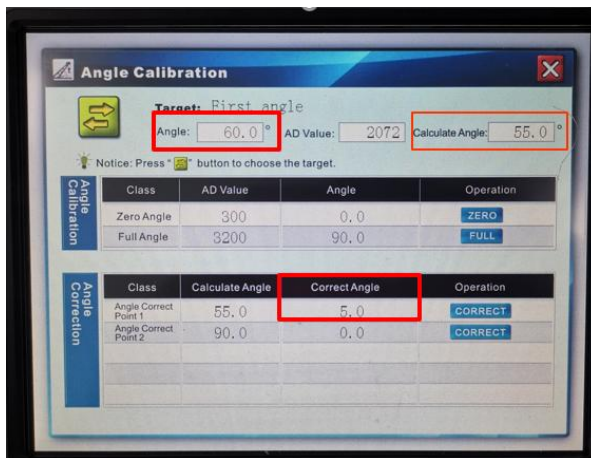 Angle Calibration
Target: First angle
Angle: 60.0 ° AD Value: 2072 Calculate Angle: 55.0 °
Notice: Press " " button to choose the target.
Angle Calibration
Class AD Value Angle Operation
Zero Angle 300 0.0 ZERO
Full Angle 3200 90.0 FULL
Angle Correction
Class Calculate Angle Correct Angle Operation
Angle Correct Point 1 55.0 5.0 CORRECT
Angle Correct Point 2 90.0 0.0 CORRECT